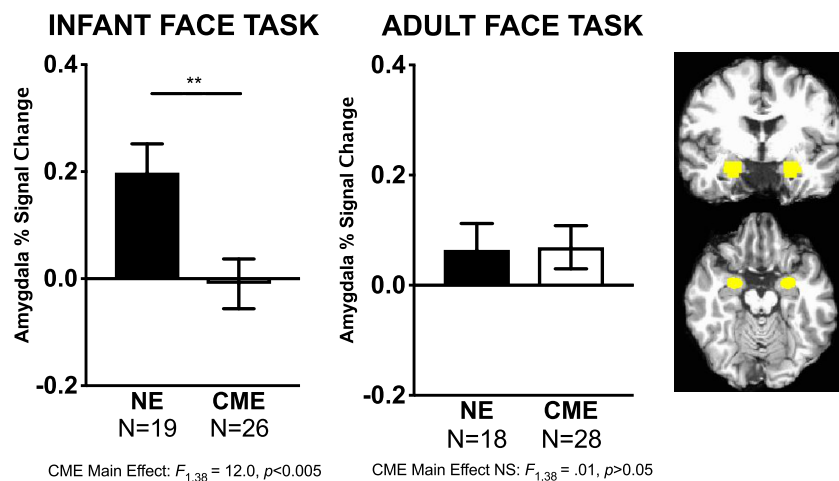 INFANT FACE TASK
Amygdala % Signal Change
0.4
0.2
0.0
-0.2
**
NE
CME
N=19
N=26
CME Main Effect: F1,38 = 12.0, p<0.005
ADULT FACE TASK
Amygdala % Signal Change
0.4
0.2
0.0
-0.2
NE
CME
N=18
N=28
CME Main Effect NS: F1,38 = .01, p>0.05